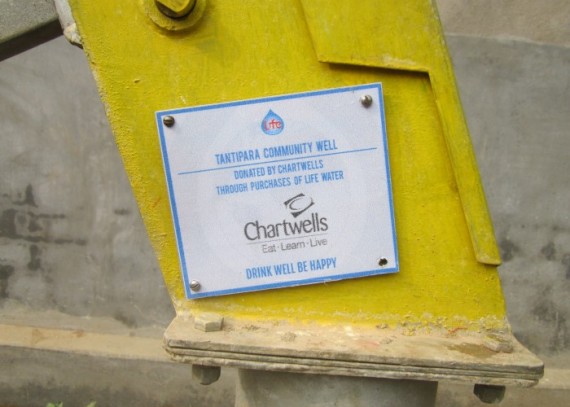 life
TANTIPARA COMMUNITY WELL
DONATED BY CHARTWELLS
THROUGH PURCHASES OF LIFE WATER
Chartwells
Eat · Learn · Live
DRINK WELL BE HAPPY